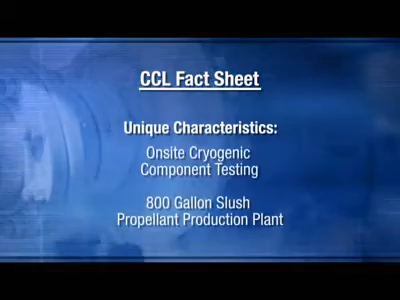 CCL Fact Sheet
Unique Characteristics:
Onsite Cryogenic
Component Testing
800 Gallon Slush
Propellant Production Plant